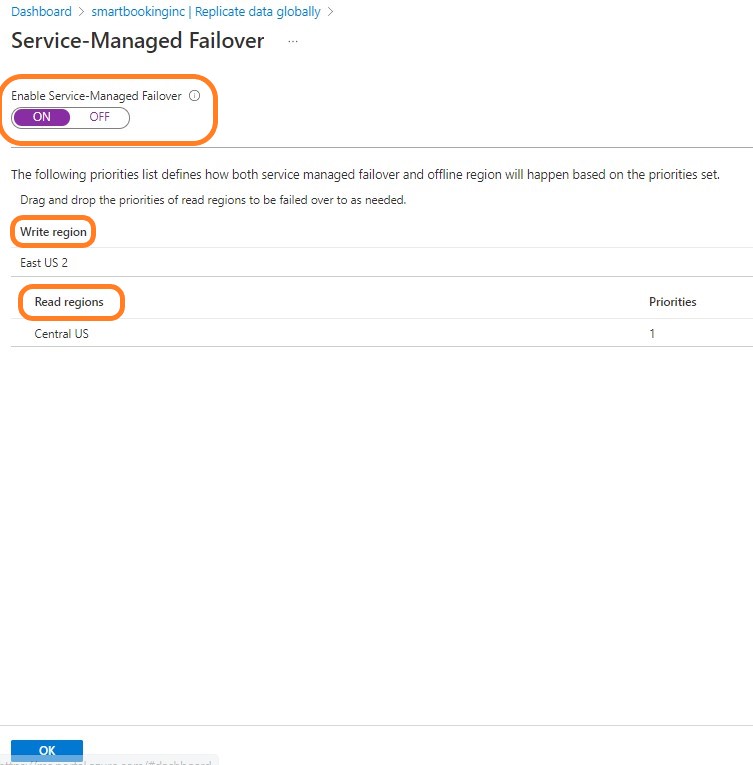 Dashboard > smartbookinginc | Replicate data globally >
Service-Managed Failover ...
Enable Service-Managed Failover
ON OFF
The following priorities list defines how both service managed failover and offline region will happen based on the priorities set.
Drag and drop the priorities of read regions to be failed over to as needed.
Write region
East US 2
Read regions Priorities
Central US 1
OK